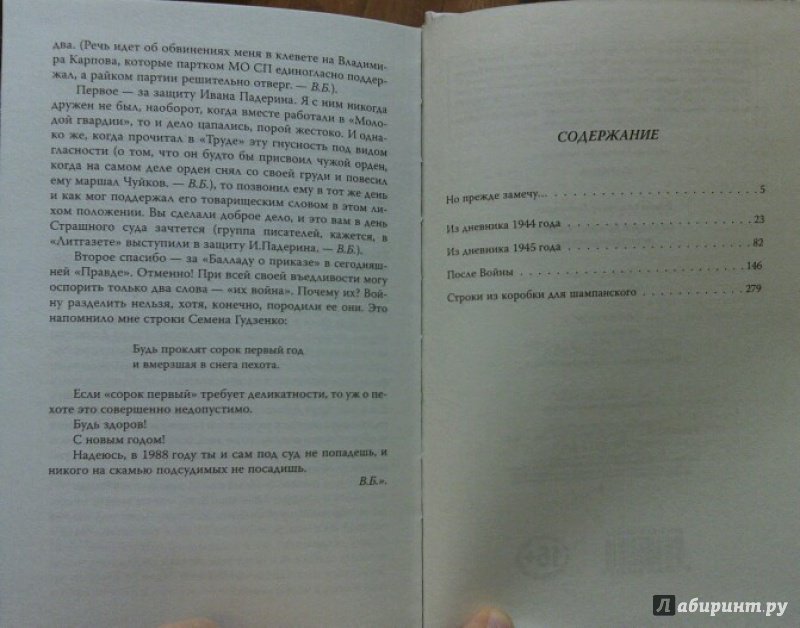 два. (Речь идет об обвинениях меня в клевете на Владими-
ра Карпова, которые партком МО СП единогласно поддер-
жал, а райком партии решительно отверг. — В.Б.).
Первое — за защиту Ивана Падерина. Я с ним никогда
дружен не был, наоборот, когда вместе работали в «Моло-
дой гвардии», то и дело цапались, порой жестоко. И одна-
ко же, когда прочитал в «Труде» эту гнусность под видом
гласности (о том, что он будто бы присвоил чужой орден,
когда на самом деле орден снял со своей груди и повесил
ему маршал Чуйков. — В.Б.), то позвонил ему в тот же день
и как мог поддержал его товарищеским словом в этом ли-
хом положении. Вы сделали доброе дело, и это вам в день
Страшного суда зачтется (группа писателей, кажется, в
«Литгазете» выступили в защиту И.Падерина. — В.Б.).
Второе спасибо — за «Балладу о приказе» в сегодняш-
ней «Правде». Отменно! При всей своей въедливости могу
оспорить только два слова — «их война». Почему их? Вой-
ну разделить нельзя, хотя, конечно, породили ее они. Это
напомнило мне строки Семена Гудзенко:
Будь проклят сорок первый год
и вмерзшая в снега пехота.
Если «сорок первый» требует деликатности, то уж о пе-
хоте это совершенно недопустимо.
Будь здоров!
С новым годом!
Надеюсь, в 1988 году ты и сам под суд не попадешь, и
никого на скамью подсудимых не посадишь.
В.Б.».
СОДЕРЖАНИЕ
Но прежде замечу... 5
Из дневника 1944 года 23
Из дневника 1945 года 82
После Войны 146
Строки из коробки для шампанского 279
16+
Лабиринт.ру